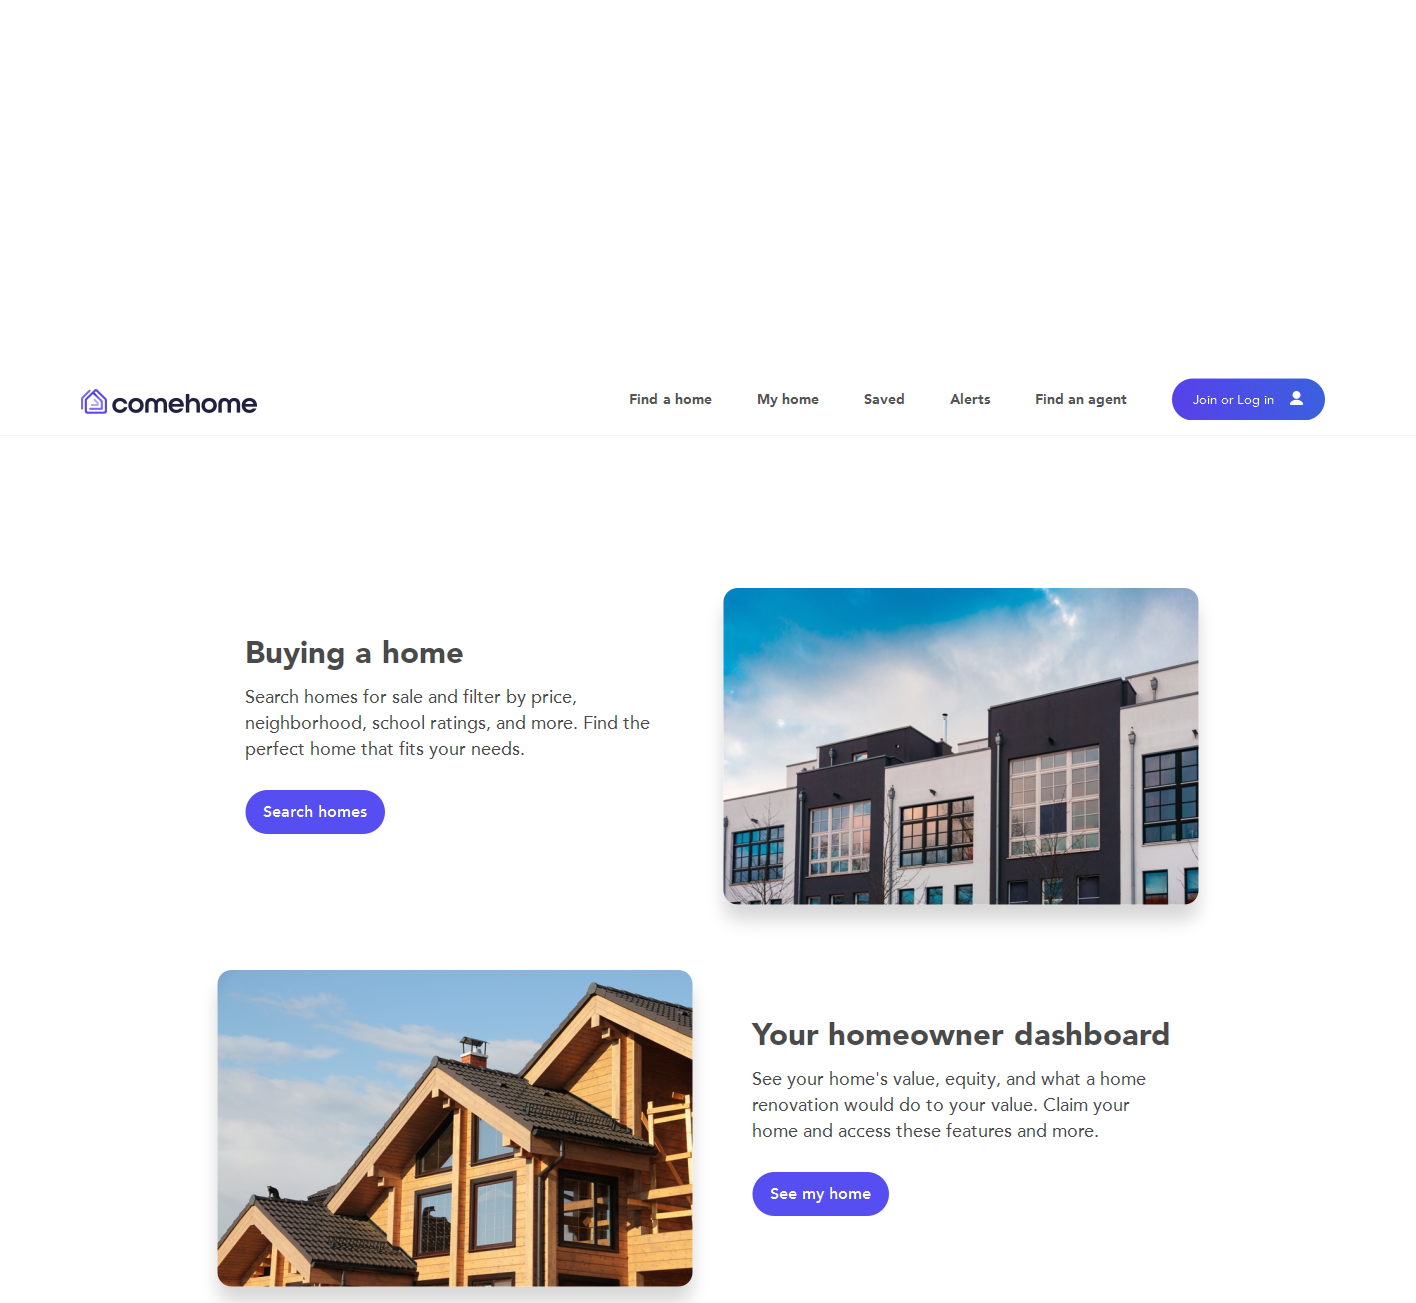 comehome
Find a home
My home
Saved
Alerts
Find an agent
Join or Log in
Buying a home
Search homes for sale and filter by price,
neighborhood, school ratings, and more. Find the
perfect home that fits your needs.
Search homes
Your homeowner dashboard
See your home's value, equity, and what a home
renovation would do to your value. Claim your
home and access these features and more.
See my home